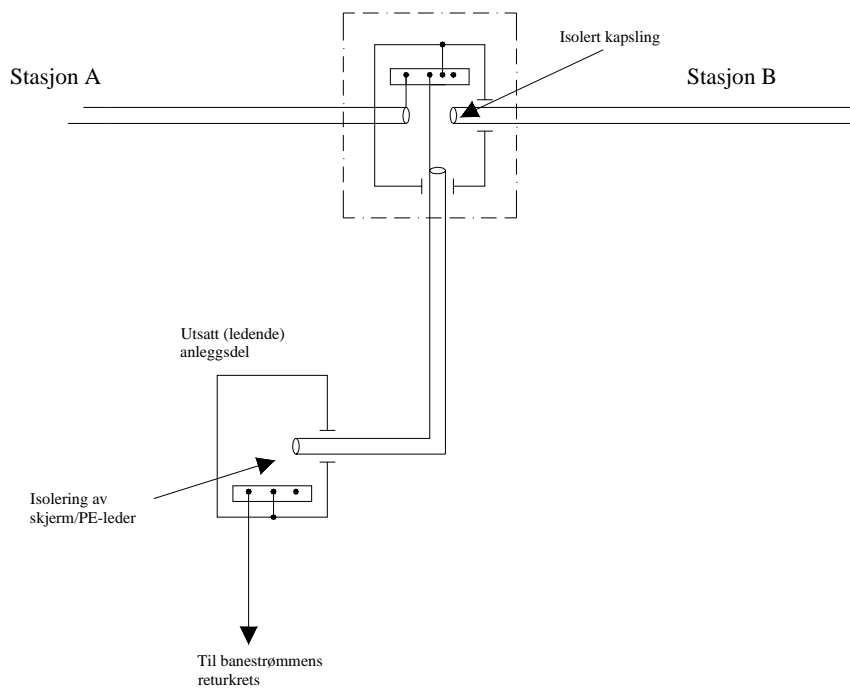 Isolert kapsling
Stasjon A
Stasjon B
Utsatt (ledende)
anleggsdel
Isolering av
skjerm/PE-leder
Til banestrømmens
returkrets